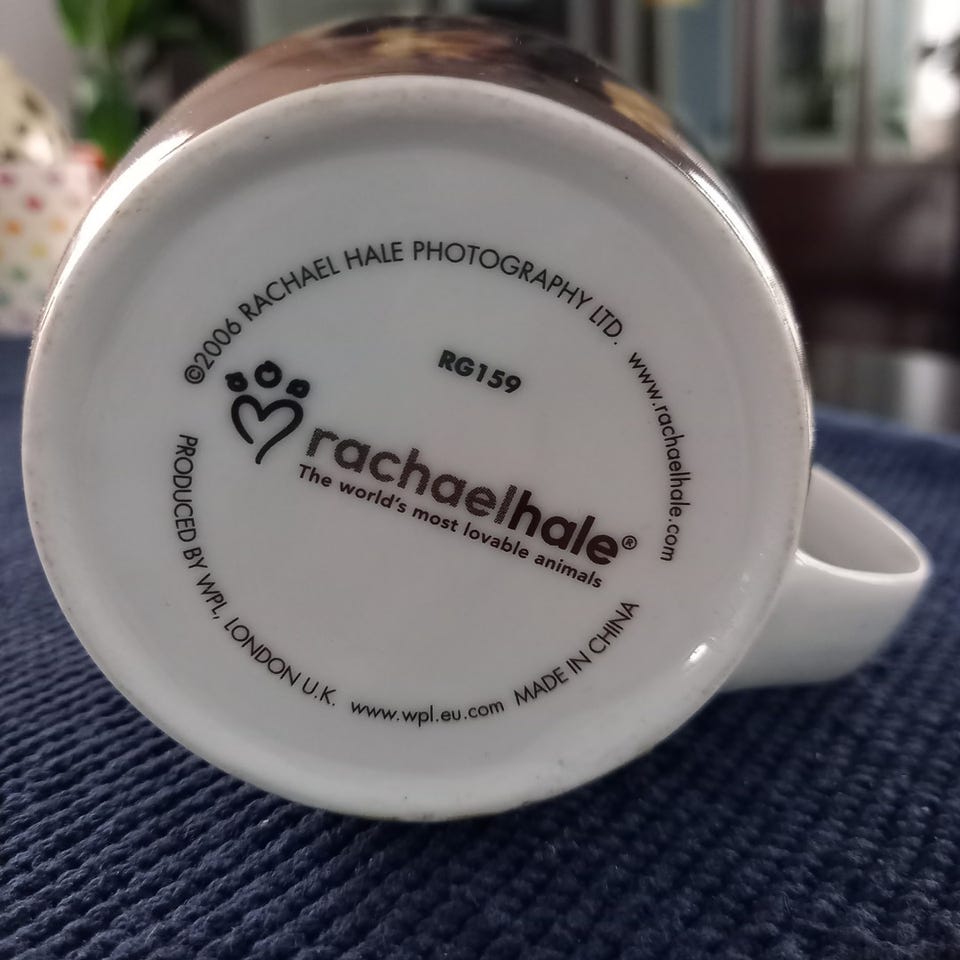 ©2006 RACHAEL HALE PHOTOGRAPHY LTD. www.rachaelhale.com
RG159
rachaelhale®
The world's most lovable animals
PRODUCED BY WPL, LONDON U.K. www.wpl.eu.com MADE IN CHINA